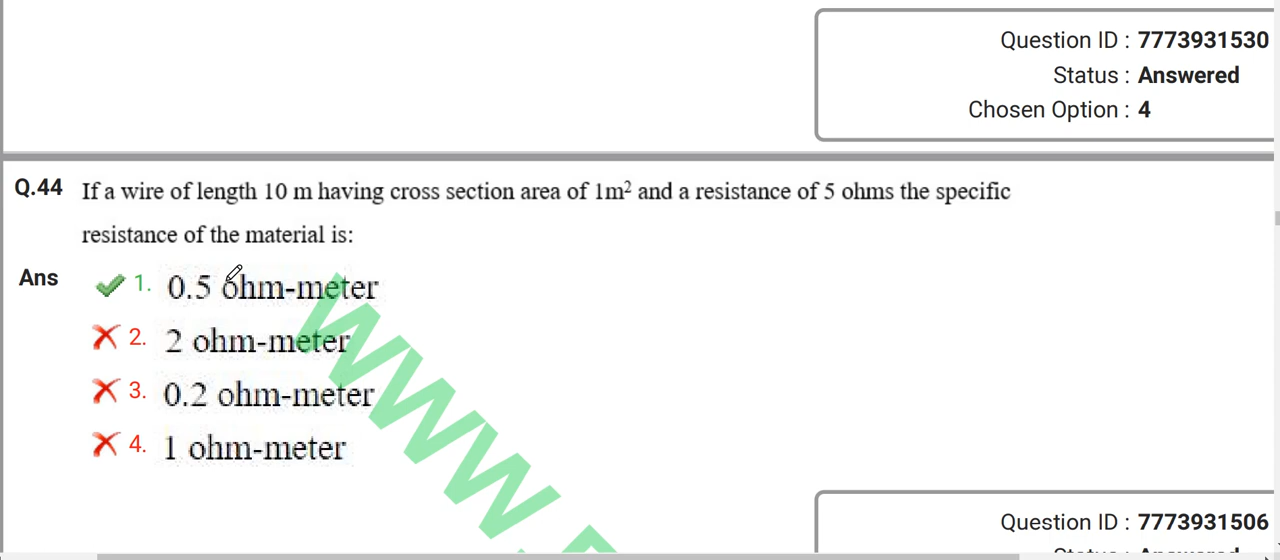 Question ID : 7773931530
Status : Answered
Chosen Option : 4
Q.44 If a wire of length 10 m having cross section area of 1m² and a resistance of 5 ohms the specific
resistance of the material is:
Ans 1. 0.5 ohm-meter
2. 2 ohm-meter
3. 0.2 ohm-meter
4. 1 ohm-meter
WWW.
Question ID : 7773931506